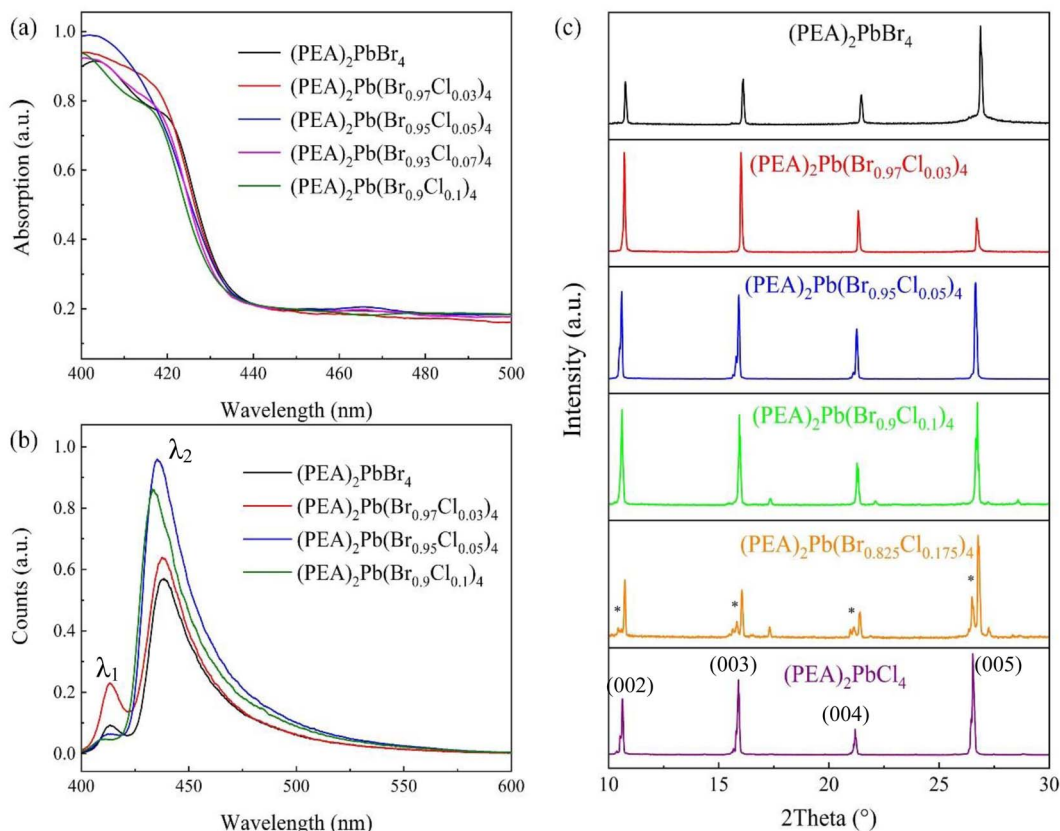 (a)
1.0
0.8
0.6
0.4
0.2
Absorption (a.u.)
(PEA)₂PbBr₄
(PEA)₂Pb(Br₀.₉₇Cl₀.₀₃)₄
(PEA)₂Pb(Br₀.₉₅Cl₀.₀₅)₄
(PEA)₂Pb(Br₀.₉₃Cl₀.₀₇)₄
(PEA)₂Pb(Br₀.₉Cl₀.₁)₄
400 420 440 460 480 500
Wavelength (nm)
(b)
1.0
0.8
0.6
0.4
0.2
0.0
Counts (a.u.)
λ₁
λ₂
(PEA)₂PbBr₄
(PEA)₂Pb(Br₀.₉₇Cl₀.₀₃)₄
(PEA)₂Pb(Br₀.₉₅Cl₀.₀₅)₄
(PEA)₂Pb(Br₀.₉Cl₀.₁)₄
400 450 500 550 600
Wavelength (nm)
(c)
Intensity (a.u.)
(PEA)₂PbBr₄
(PEA)₂Pb(Br₀.₉₇Cl₀.₀₃)₄
(PEA)₂Pb(Br₀.₉₅Cl₀.₀₅)₄
(PEA)₂Pb(Br₀.₉Cl₀.₁)₄
(PEA)₂Pb(Br₀.₈₂₅Cl₀.₁₇₅)₄
* * * *
(PEA)₂PbCl₄
(002)
(003)
(004)
(005)
10 15 20 25 30
2Theta (°)